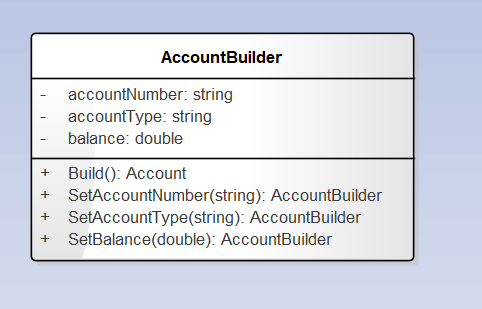 AccountBuilder
- accountNumber: string
- accountType: string
- balance: double
+ Build(): Account
+ SetAccountNumber(string): AccountBuilder
+ SetAccountType(string): AccountBuilder
+ SetBalance(double): AccountBuilder